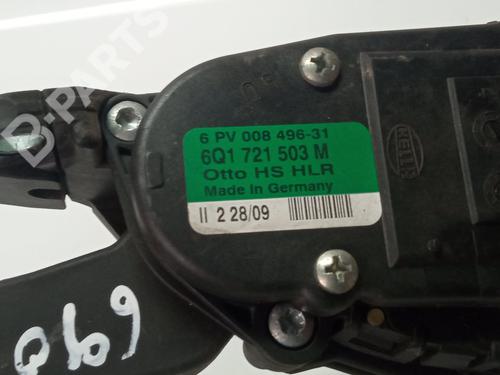 B-PARTS
6 PV 008 496-31
6Q1 721 503 M
Otto HS HLR
Made In Germany
II 2 28/09
HELLA
6Q9